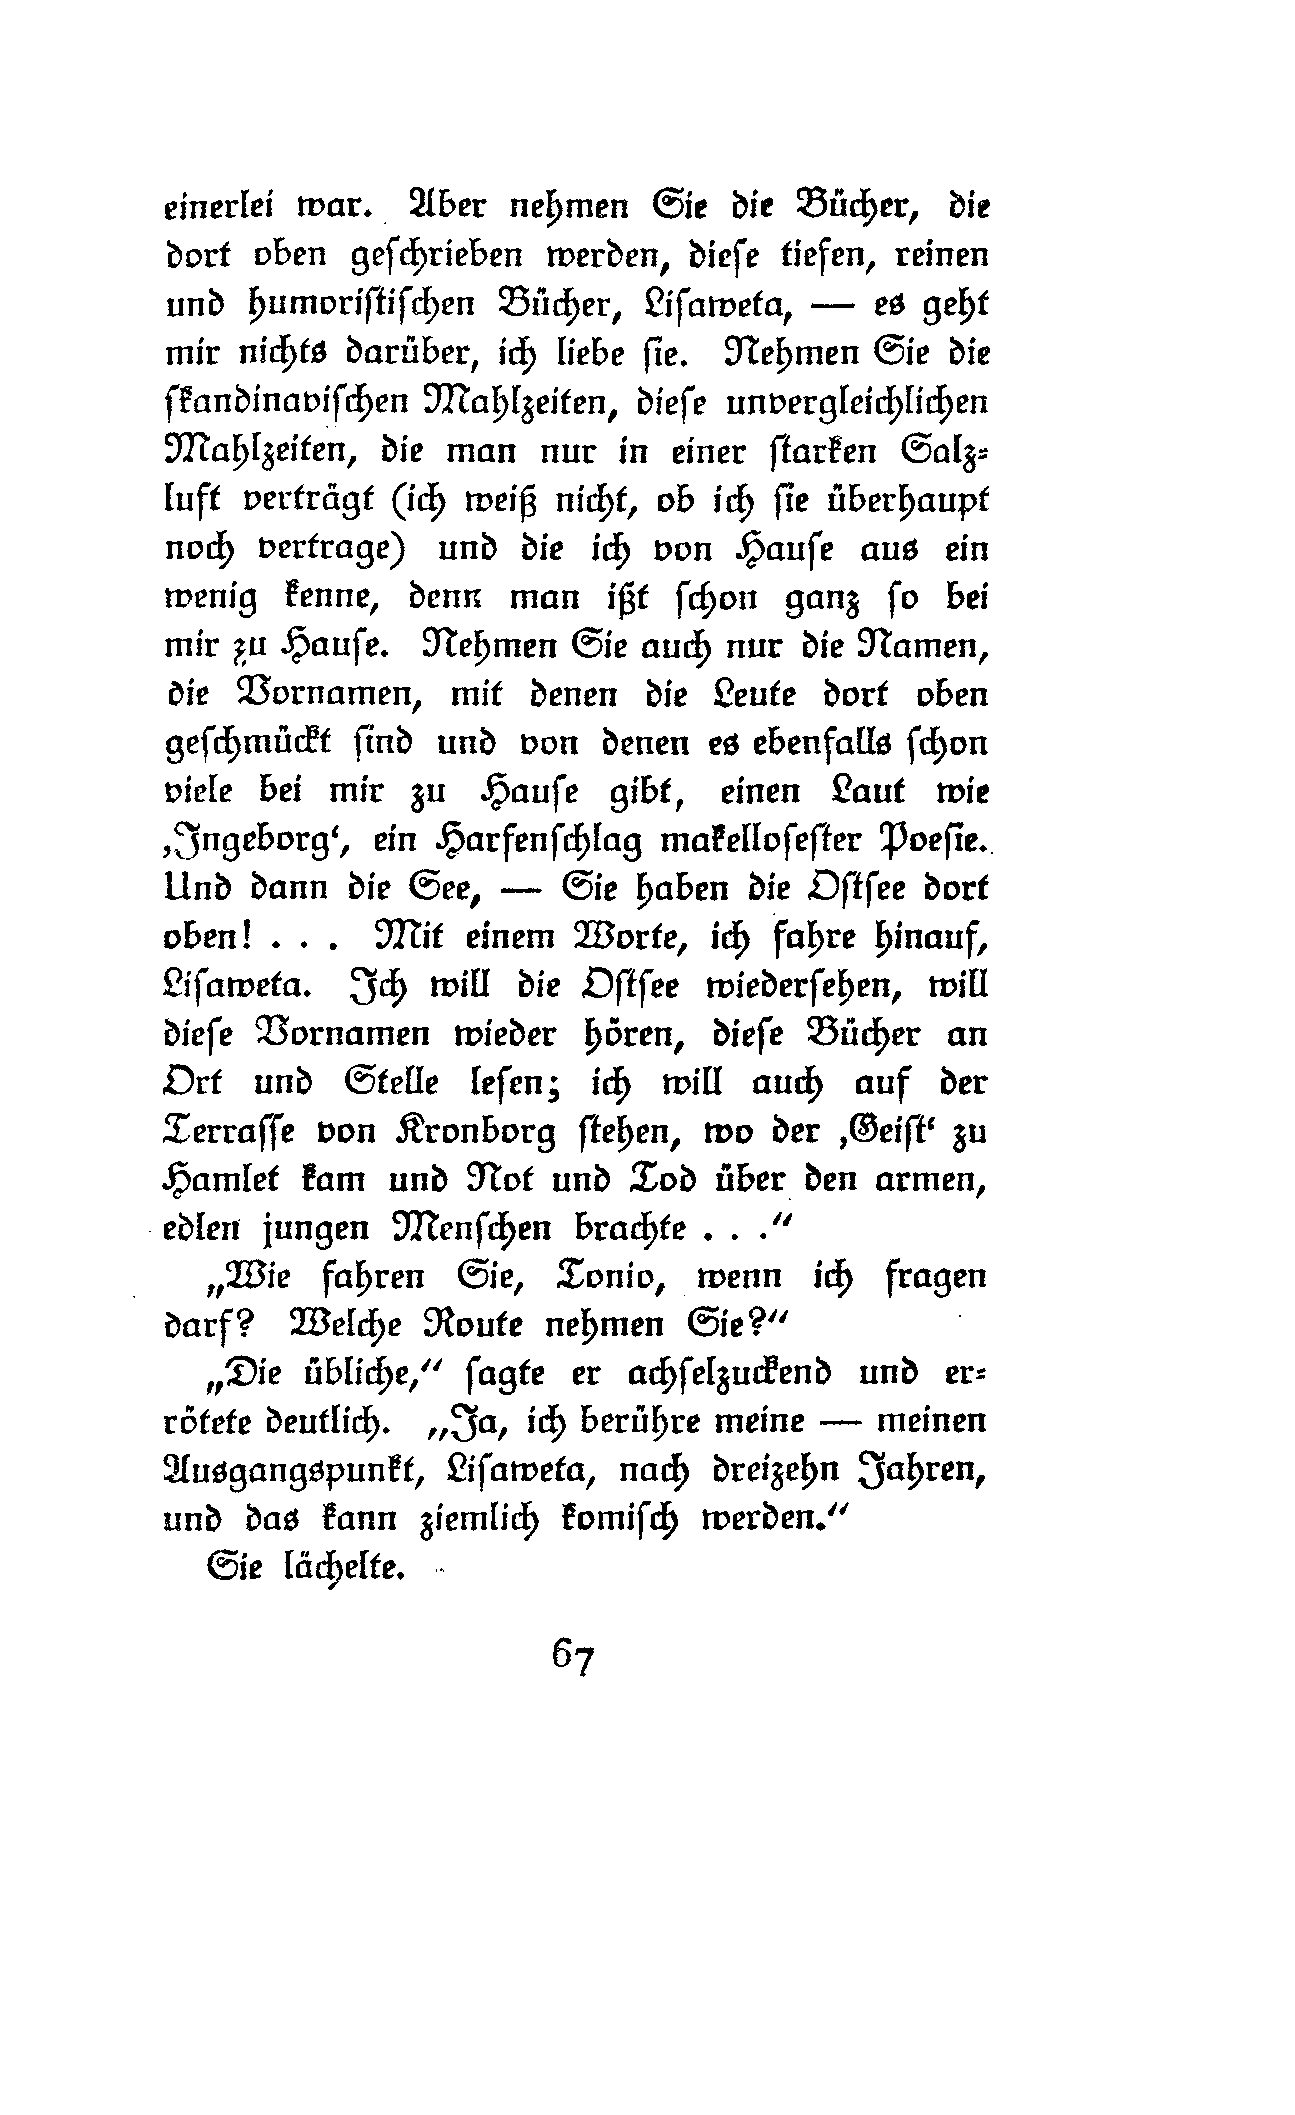 einerlei war. Aber nehmen Sie die Bücher, die
dort oben geſchrieben werden, dieſe tiefen, reinen
und humoriſtiſchen Bücher, Liſaweta, — es geht
mir nichts darüber, ich liebe ſie. Nehmen Sie die
ſkandinaviſchen Mahlzeiten, dieſe unvergleichlichen
Mahlzeiten, die man nur in einer ſtarken Salz⸗
luft verträgt (ich weiß nicht, ob ich ſie überhaupt
noch vertrage) und die ich von Hauſe aus ein
wenig kenne, denn man ißt ſchon ganz ſo bei
mir zu Hauſe. Nehmen Sie auch nur die Namen,
die Vornamen, mit denen die Leute dort oben
geſchmückt ſind und von denen es ebenfalls ſchon
viele bei mir zu Hauſe gibt, einen Laut wie
‚Ingeborg‘, ein Harfenſchlag makelloſeſter Poeſie.
Und dann die See, — Sie haben die Oſtſee dort
oben! . . . Mit einem Worte, ich fahre hinauf,
Liſaweta. Ich will die Oſtſee wiederſehen, will
dieſe Vornamen wieder hören, dieſe Bücher an
Ort und Stelle leſen; ich will auch auf der
Terraſſe von Kronborg ſtehen, wo der ‚Geiſt‘ zu
Hamlet kam und Not und Tod über den armen,
edlen jungen Menſchen brachte . . .“
„Wie fahren Sie, Tonio, wenn ich fragen
darf? Welche Route nehmen Sie?“
„Die übliche,“ ſagte er achſelzuckend und er⸗
rötete deutlich. „Ja, ich berühre meine — meinen
Ausgangspunkt, Liſaweta, nach dreizehn Jahren,
und das kann ziemlich komiſch werden.“
Sie lächelte.
67